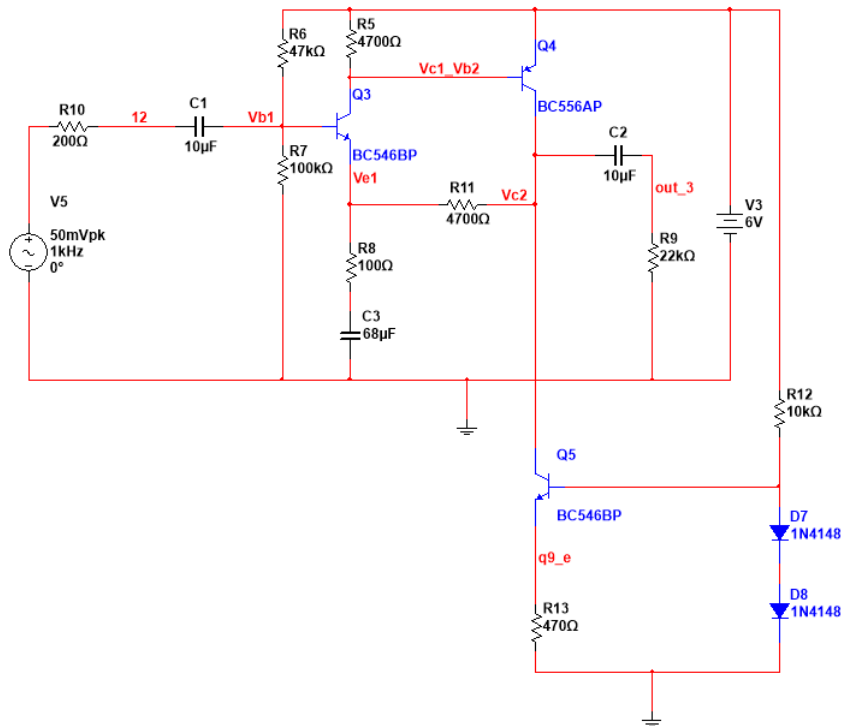 R6
47kΩ
R5
4700Ω
Q4
Vc1_Vb2
Q3
BC556AP
R10
200Ω
12
C1
10µF
Vb1
BC546BP
R7
100kΩ
Ve1
C2
10µF
out_3
R11
4700Ω
Vc2
V5
50mVpk
1kHz
0°
V3
6V
R9
22kΩ
R8
100Ω
C3
68µF
R12
10kΩ
Q5
BC546BP
D7
1N4148
q9_e
D8
1N4148
R13
470Ω